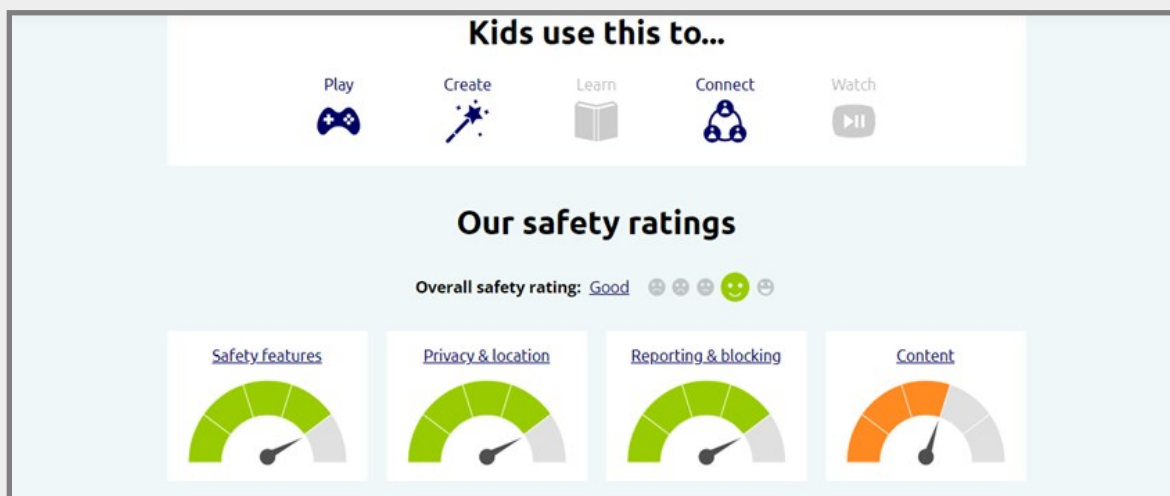 Kids use this to...
Play Create Learn Connect Watch
Our safety ratings
Overall safety rating: Good
Safety features Privacy & location Reporting & blocking Content